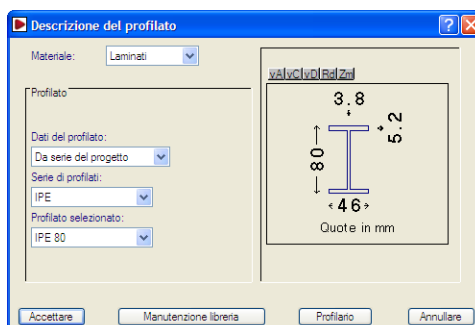 Descrizione del profilato
Materiale: Laminati
Profilato
Dati del profilato:
Da serie del progetto
Serie di profilati:
IPE
Profilato selezionato:
IPE 80
vA vC vD Rd Zm
3.8
5.2
80
46
Quote in mm
Accettare Manutenzione libreria Profilario Annullare